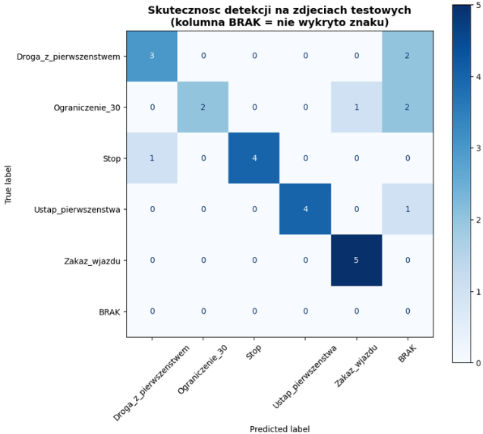 Skutecznosc detekcji na zdjeciach testowych
(kolumna BRAK = nie wykryto znaku)
Droga_z_pierwszenstwem 3 0 0 0 0 2
Ograniczenie_30 0 2 0 0 1 2
Stop 1 0 4 0 0 0
Ustap_pierwszenstwa 0 0 0 4 0 1
Zakaz_wjazdu 0 0 0 0 5 0
BRAK 0 0 0 0 0 0
True label
Droga_z_pierwszenstwem
Ograniczenie_30
Stop
Ustap_pierwszenstwa
Zakaz_wjazdu
BRAK
Predicted label
5
4
3
2
1
0